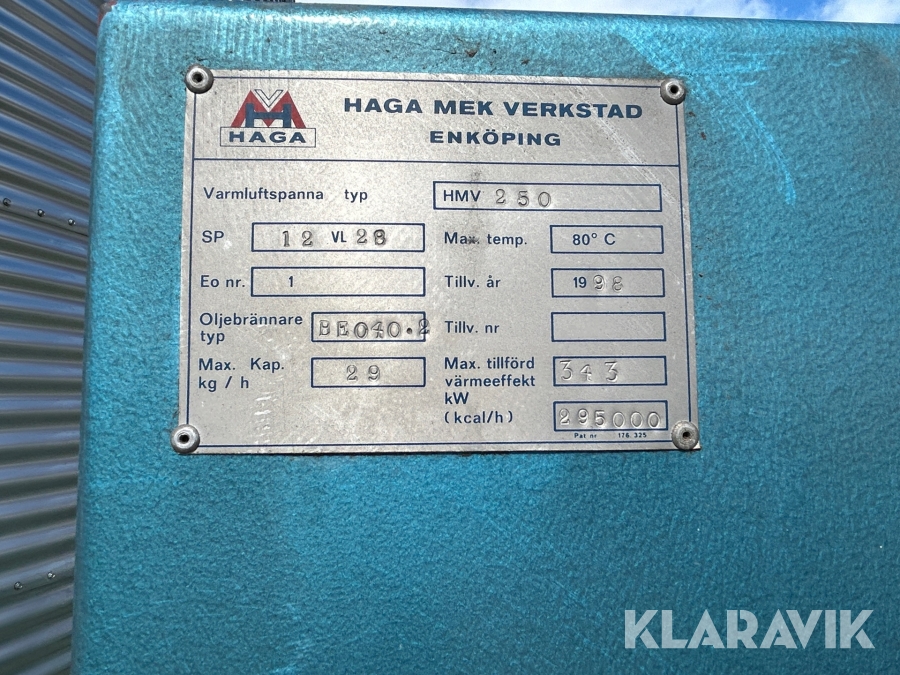 HAGA
HAGA MEK VERKSTAD
ENKÖPING
Varmluftspanna typ HMV 250
SP 12 VL 28 Max. temp. 80° C
Eo nr. 1 Tillv. år 1998
Oljebrännare typ BE040.2 Tillv. nr
Max. Kap. kg / h 29 Max. tillförd värmeeffekt kW 343
(kcal/h) 295000
Pat nr 176 325
KLARAVIK